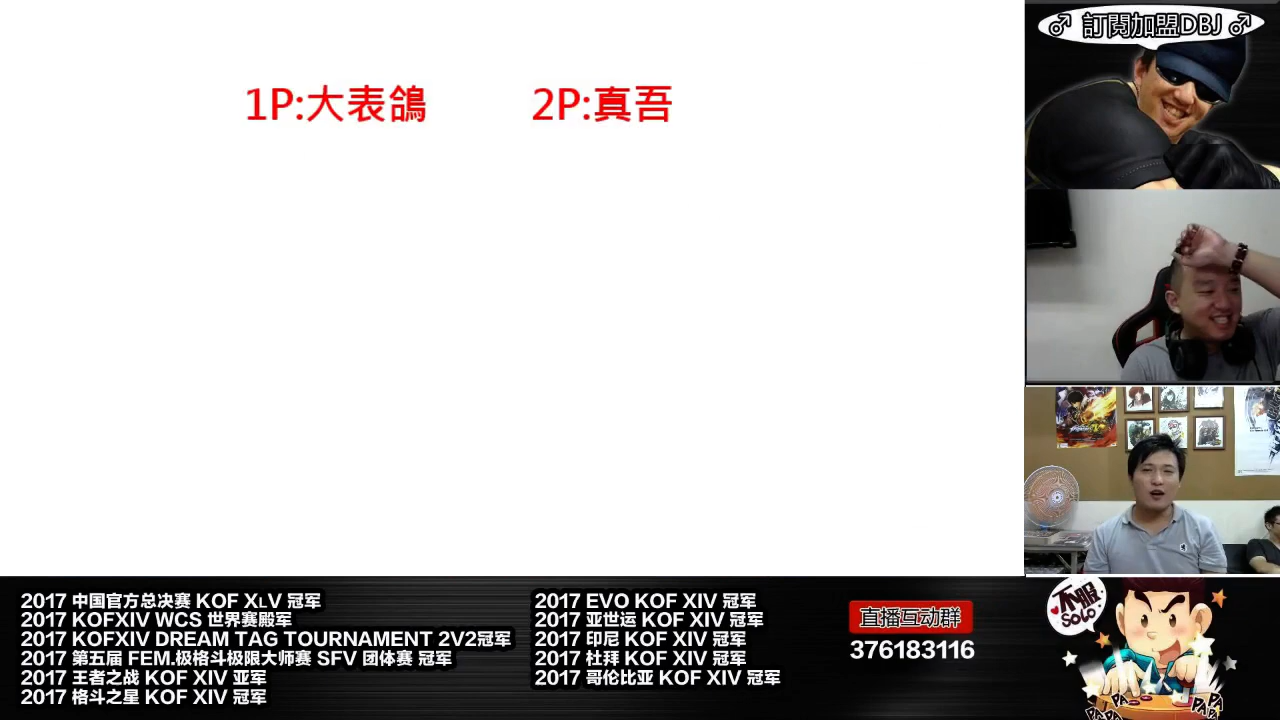 ♂ 訂閱加盟DBJ ♂
1P:大表鴿
2P:真吾
2017 中国官方总决赛 KOF XLV 冠军
2017 KOFXIV WCS 世界赛殿军
2017 KOFXIV DREAM TAG TOURNAMENT 2V2冠军
2017 第五届 FEM.极格斗极限大师赛 SFV 团体赛 冠军
2017 王者之战 KOF XIV 亚军
2017 格斗之星 KOF XIV 冠军
2017 EVO KOF XIV 冠军
2017 亚世运 KOF XIV 冠军
2017 印尼 KOF XIV 冠军
2017 杜拜 KOF XIV 冠军
2017 哥伦比亚 KOF XIV 冠军
直播互动群
376183116
不服
SOLO
PA PA
PA PA